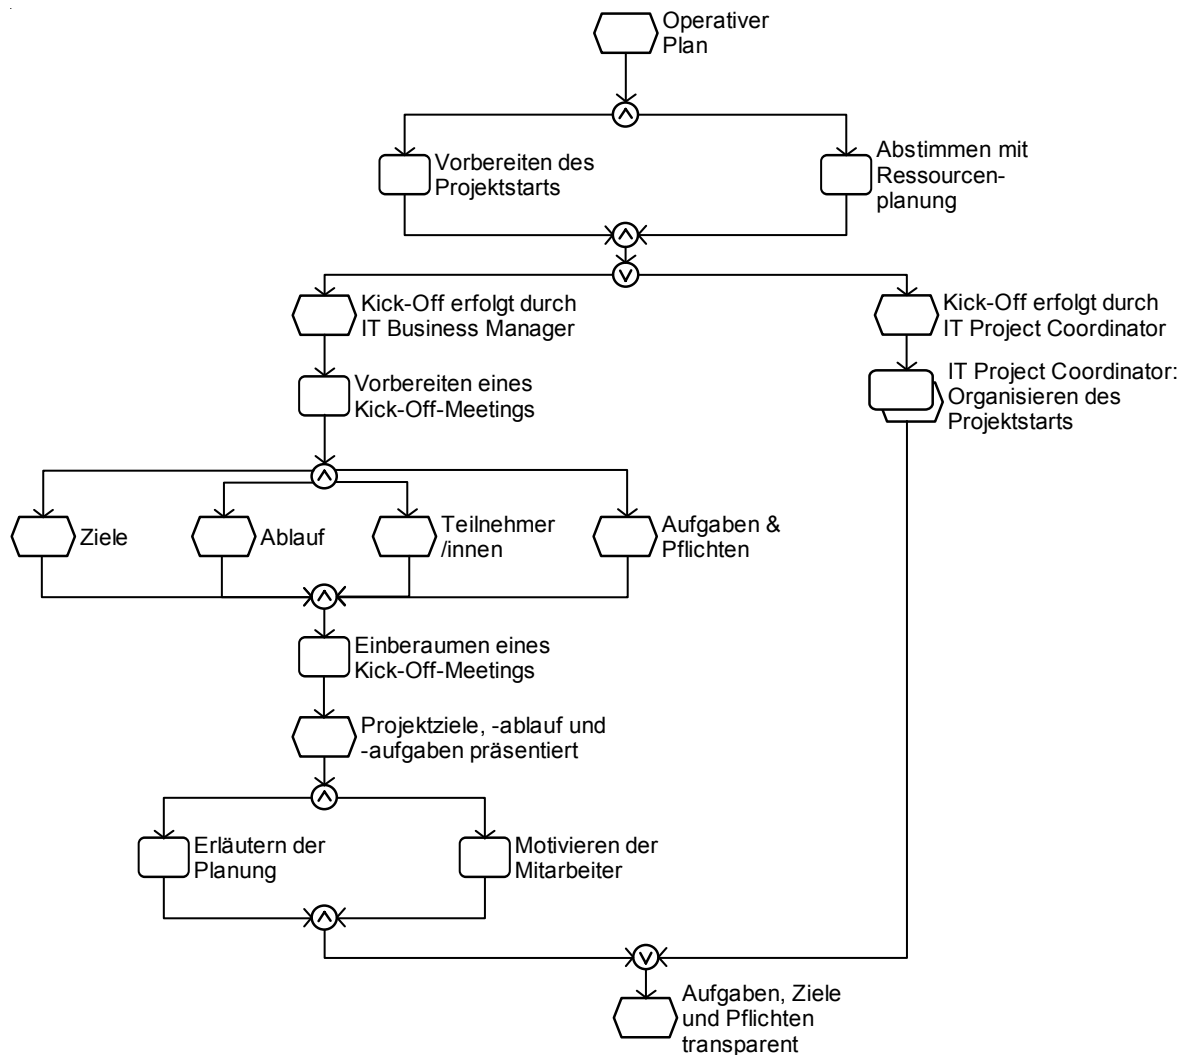 Operativer
Plan
Vorbereiten des
Projektstarts
Abstimmen mit
Ressourcen-
planung
Kick-Off erfolgt durch
IT Business Manager
Kick-Off erfolgt durch
IT Project Coordinator
Vorbereiten eines
Kick-Off-Meetings
IT Project Coordinator:
Organisieren des
Projektstarts
Ziele
Ablauf
Teilnehmer
/innen
Aufgaben &
Pflichten
Einberaumen eines
Kick-Off-Meetings
Projektziele, -ablauf und
-aufgaben präsentiert
Erläutern der
Planung
Motivieren der
Mitarbeiter
Aufgaben, Ziele
und Pflichten
transparent